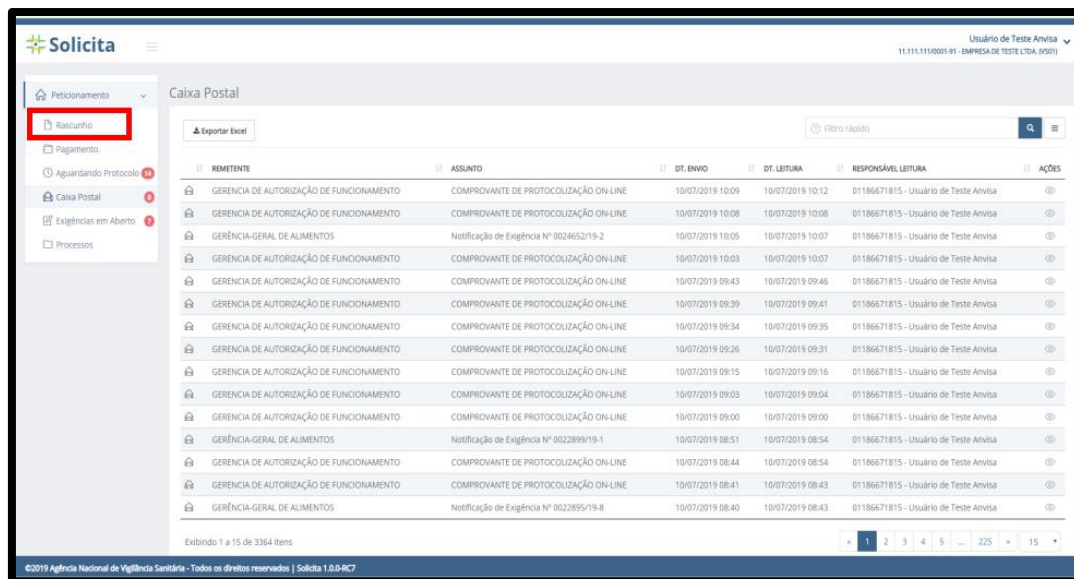 Solicita
Usuário de Teste Anvisa
11.111.111/0001-91 - EMPRESA DE TESTE LTDA. (VS01)
Peticionamento
Rascunho
Pagamento
Aguardando Protocolo 14
Caixa Postal 0
Exigências em Aberto 7
Processos
Caixa Postal
Exportar Excel
Filtro rápido
REMETENTE ASSUNTO DT. ENVIO DT. LEITURA RESPONSÁVEL LEITURA AÇÕES
GERENCIA DE AUTORIZAÇÃO DE FUNCIONAMENTO COMPROVANTE DE PROTOCOLIZAÇÃO ON-LINE 10/07/2019 10:09 10/07/2019 10:12 01186671815 - Usuário de Teste Anvisa
GERENCIA DE AUTORIZAÇÃO DE FUNCIONAMENTO COMPROVANTE DE PROTOCOLIZAÇÃO ON-LINE 10/07/2019 10:08 10/07/2019 10:08 01186671815 - Usuário de Teste Anvisa
GERÊNCIA-GERAL DE ALIMENTOS Notificação de Exigência Nº 0024652/19-2 10/07/2019 10:05 10/07/2019 10:07 01186671815 - Usuário de Teste Anvisa
GERENCIA DE AUTORIZAÇÃO DE FUNCIONAMENTO COMPROVANTE DE PROTOCOLIZAÇÃO ON-LINE 10/07/2019 10:03 10/07/2019 10:07 01186671815 - Usuário de Teste Anvisa
GERENCIA DE AUTORIZAÇÃO DE FUNCIONAMENTO COMPROVANTE DE PROTOCOLIZAÇÃO ON-LINE 10/07/2019 09:43 10/07/2019 09:46 01186671815 - Usuário de Teste Anvisa
GERENCIA DE AUTORIZAÇÃO DE FUNCIONAMENTO COMPROVANTE DE PROTOCOLIZAÇÃO ON-LINE 10/07/2019 09:39 10/07/2019 09:41 01186671815 - Usuário de Teste Anvisa
GERENCIA DE AUTORIZAÇÃO DE FUNCIONAMENTO COMPROVANTE DE PROTOCOLIZAÇÃO ON-LINE 10/07/2019 09:34 10/07/2019 09:35 01186671815 - Usuário de Teste Anvisa
GERENCIA DE AUTORIZAÇÃO DE FUNCIONAMENTO COMPROVANTE DE PROTOCOLIZAÇÃO ON-LINE 10/07/2019 09:26 10/07/2019 09:31 01186671815 - Usuário de Teste Anvisa
GERENCIA DE AUTORIZAÇÃO DE FUNCIONAMENTO COMPROVANTE DE PROTOCOLIZAÇÃO ON-LINE 10/07/2019 09:15 10/07/2019 09:16 01186671815 - Usuário de Teste Anvisa
GERENCIA DE AUTORIZAÇÃO DE FUNCIONAMENTO COMPROVANTE DE PROTOCOLIZAÇÃO ON-LINE 10/07/2019 09:03 10/07/2019 09:04 01186671815 - Usuário de Teste Anvisa
GERENCIA DE AUTORIZAÇÃO DE FUNCIONAMENTO COMPROVANTE DE PROTOCOLIZAÇÃO ON-LINE 10/07/2019 09:00 10/07/2019 09:00 01186671815 - Usuário de Teste Anvisa
GERÊNCIA-GERAL DE ALIMENTOS Notificação de Exigência Nº 0022899/19-1 10/07/2019 08:51 10/07/2019 08:54 01186671815 - Usuário de Teste Anvisa
GERENCIA DE AUTORIZAÇÃO DE FUNCIONAMENTO COMPROVANTE DE PROTOCOLIZAÇÃO ON-LINE 10/07/2019 08:44 10/07/2019 08:54 01186671815 - Usuário de Teste Anvisa
GERENCIA DE AUTORIZAÇÃO DE FUNCIONAMENTO COMPROVANTE DE PROTOCOLIZAÇÃO ON-LINE 10/07/2019 08:41 10/07/2019 08:43 01186671815 - Usuário de Teste Anvisa
GERÊNCIA-GERAL DE ALIMENTOS Notificação de Exigência Nº 0022895/19-8 10/07/2019 08:40 10/07/2019 08:43 01186671815 - Usuário de Teste Anvisa
Exibindo 1 a 15 de 3364 itens
« 1 2 3 4 5 ... 225 » 15
©2019 Agência Nacional de Vigilância Sanitária - Todos os direitos reservados | Solicita 1.0.0-RC7